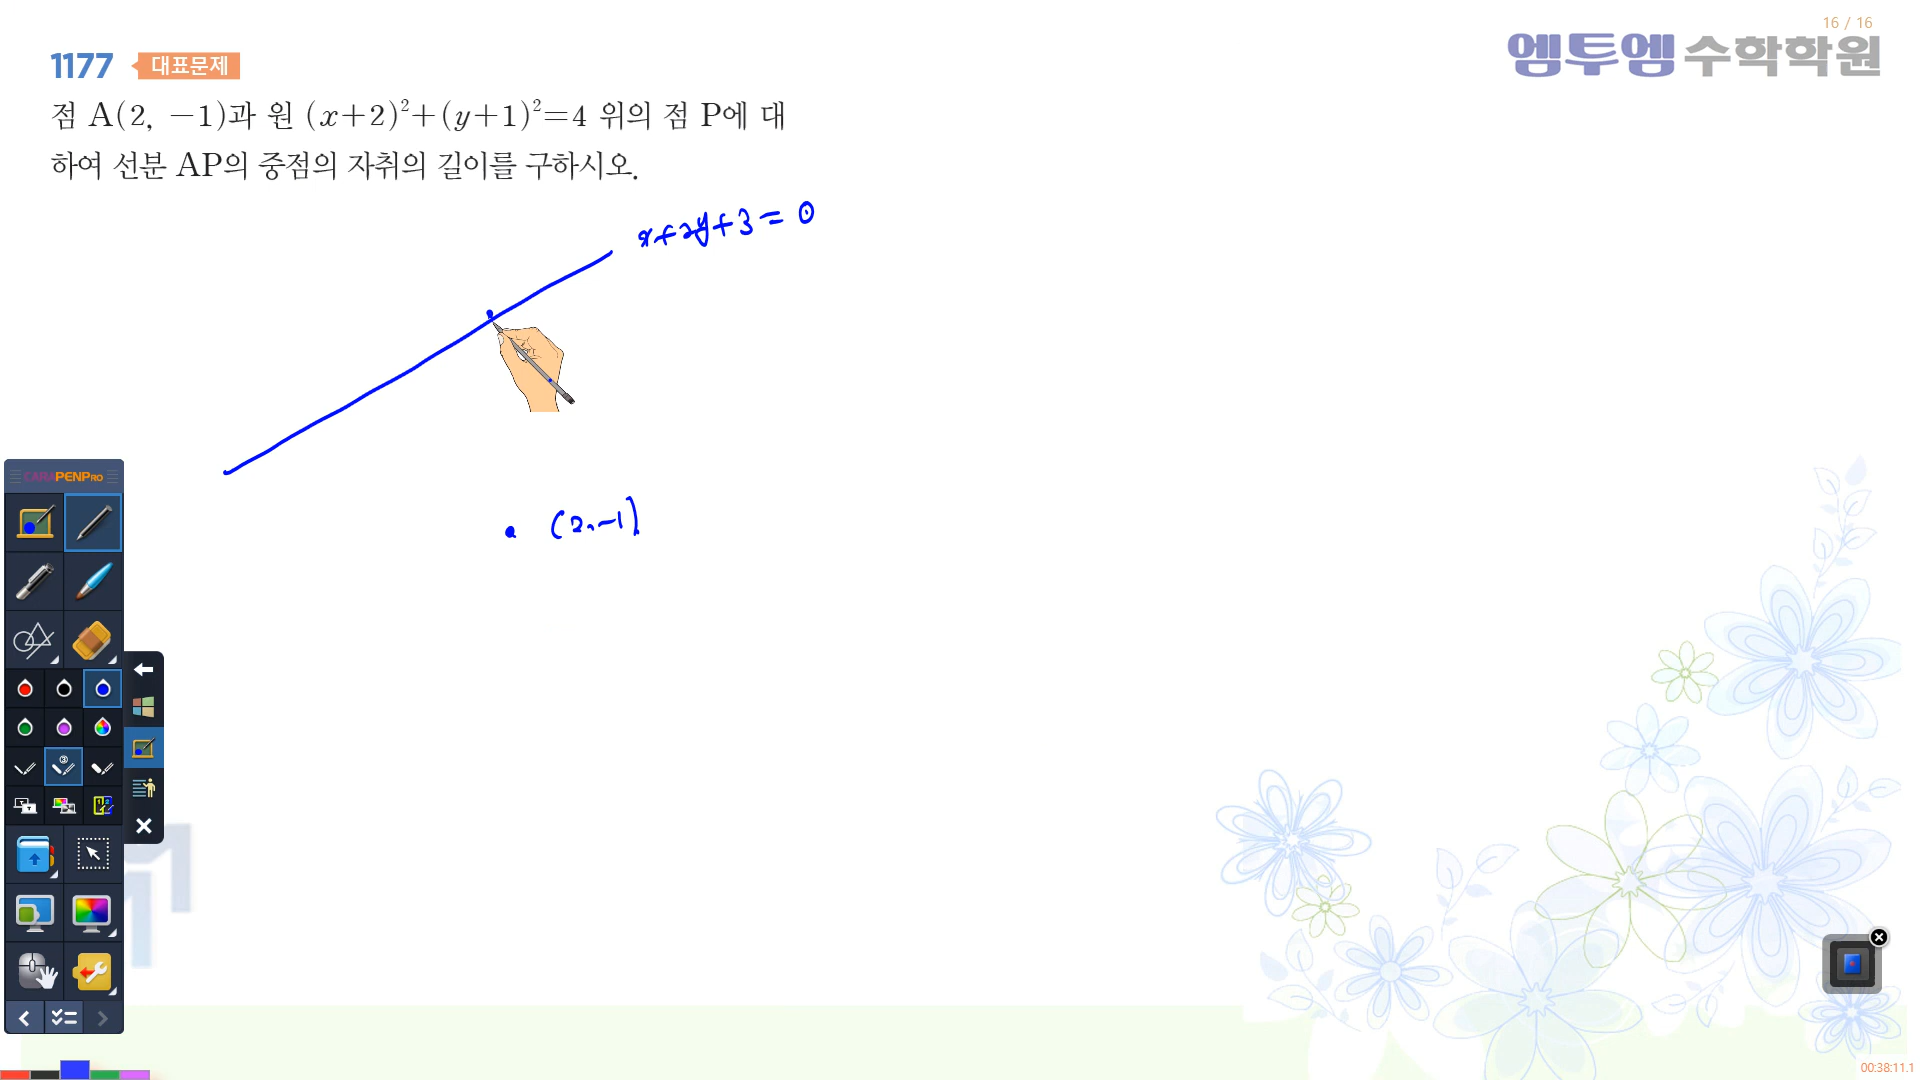 16 / 16
엠투엠 수학학원
1177 대표문제
점 A(2, −1)과 원 (x+2)²+(y+1)²=4 위의 점 P에 대
하여 선분 AP의 중점의 자취의 길이를 구하시오.
x+2y+3=0
(2,-1)
CARAPENPRO
00:38:11.1